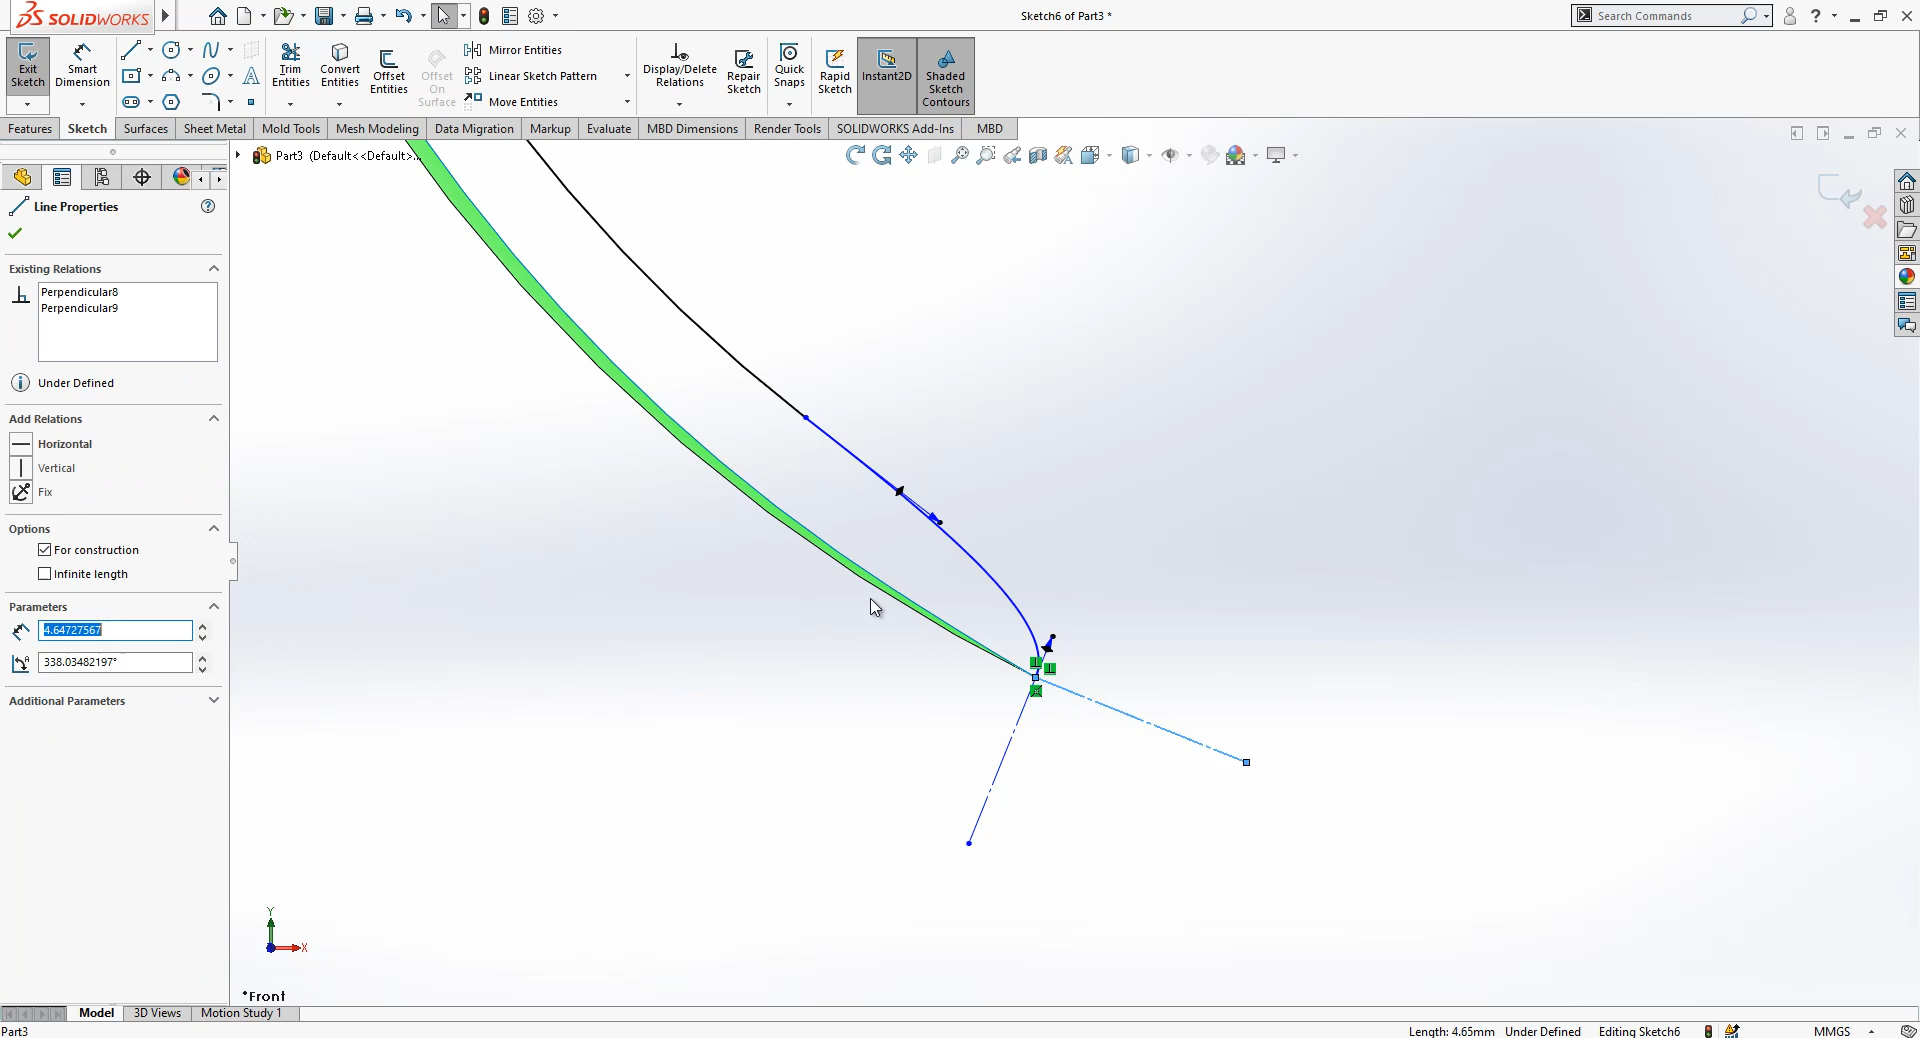 SOLIDWORKS
Sketch6 of Part3 *
Search Commands
Exit Sketch
Smart Dimension
Trim Entities
Convert Entities
Offset Entities
Offset On Surface
Mirror Entities
Linear Sketch Pattern
Move Entities
Display/Delete Relations
Repair Sketch
Quick Snaps
Rapid Sketch
Instant2D
Shaded Sketch Contours
Features
Sketch
Surfaces
Sheet Metal
Mold Tools
Mesh Modeling
Data Migration
Markup
Evaluate
MBD Dimensions
Render Tools
SOLIDWORKS Add-Ins
MBD
Part3 (Default<<Default>...
Line Properties
Existing Relations
Perpendicular8
Perpendicular9
Under Defined
Add Relations
Horizontal
Vertical
Fix
Options
For construction
Infinite length
Parameters
4.64727567
338.03482197°
Additional Parameters
Y
X
*Front
Model
3D Views
Motion Study 1
Part3
Length: 4.65mm
Under Defined
Editing Sketch6
MMGS